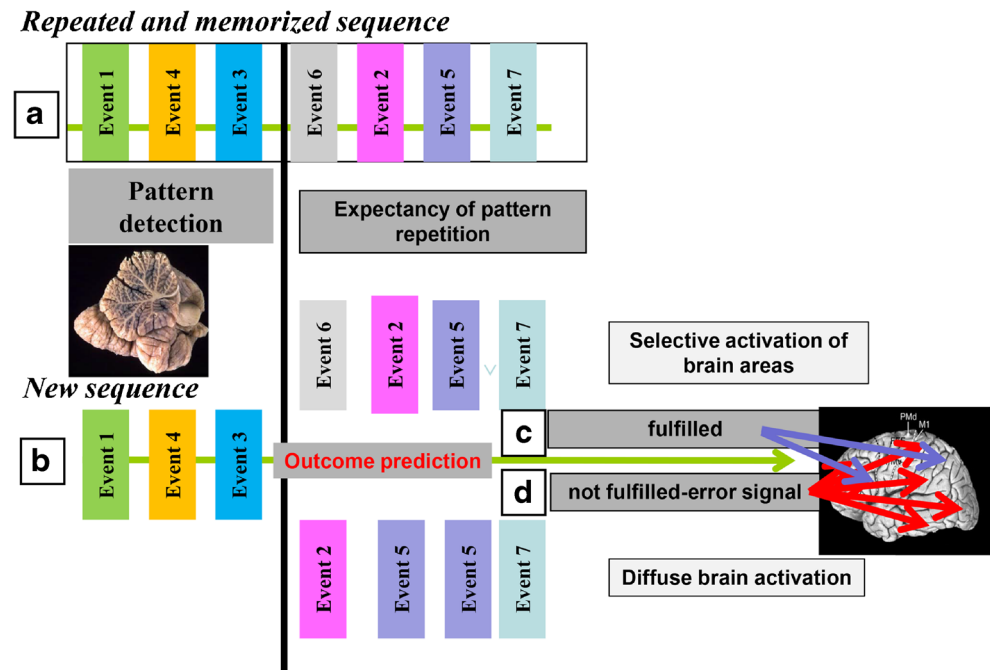 Repeated and memorized sequence
a
Event 1
Event 4
Event 3
Event 6
Event 2
Event 5
Event 7
Pattern
detection
Expectancy of pattern
repetition
Event 6
Event 2
Event 5
Event 7
Selective activation of
brain areas
New sequence
b
Event 1
Event 4
Event 3
Outcome prediction
c
fulfilled
d
not fulfilled-error signal
PMd
M1
Event 2
Event 5
Event 5
Event 7
Diffuse brain activation